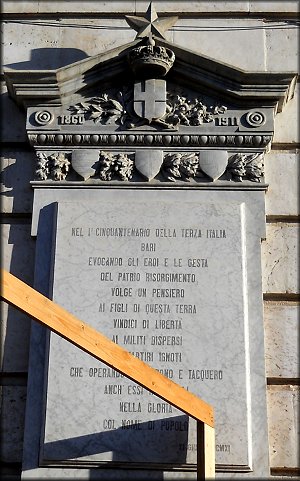 1860 1911
NEL I° CINQUANTENARIO DELLA TERZA ITALIA
BARI
EVOCANDO GLI EROI E LE GESTA
DEL PATRIO RISORGIMENTO
VOLGE UN PENSIERO
AI FIGLI DI QUESTA TERRA
VINDICI DI LIBERTÀ
AI MILITI DISPERSI
MARTIRI IGNOTI
CHE E TACQUERO
ANCH'ESSI
NELLA GLORIA
COL NOME DI POPOLO